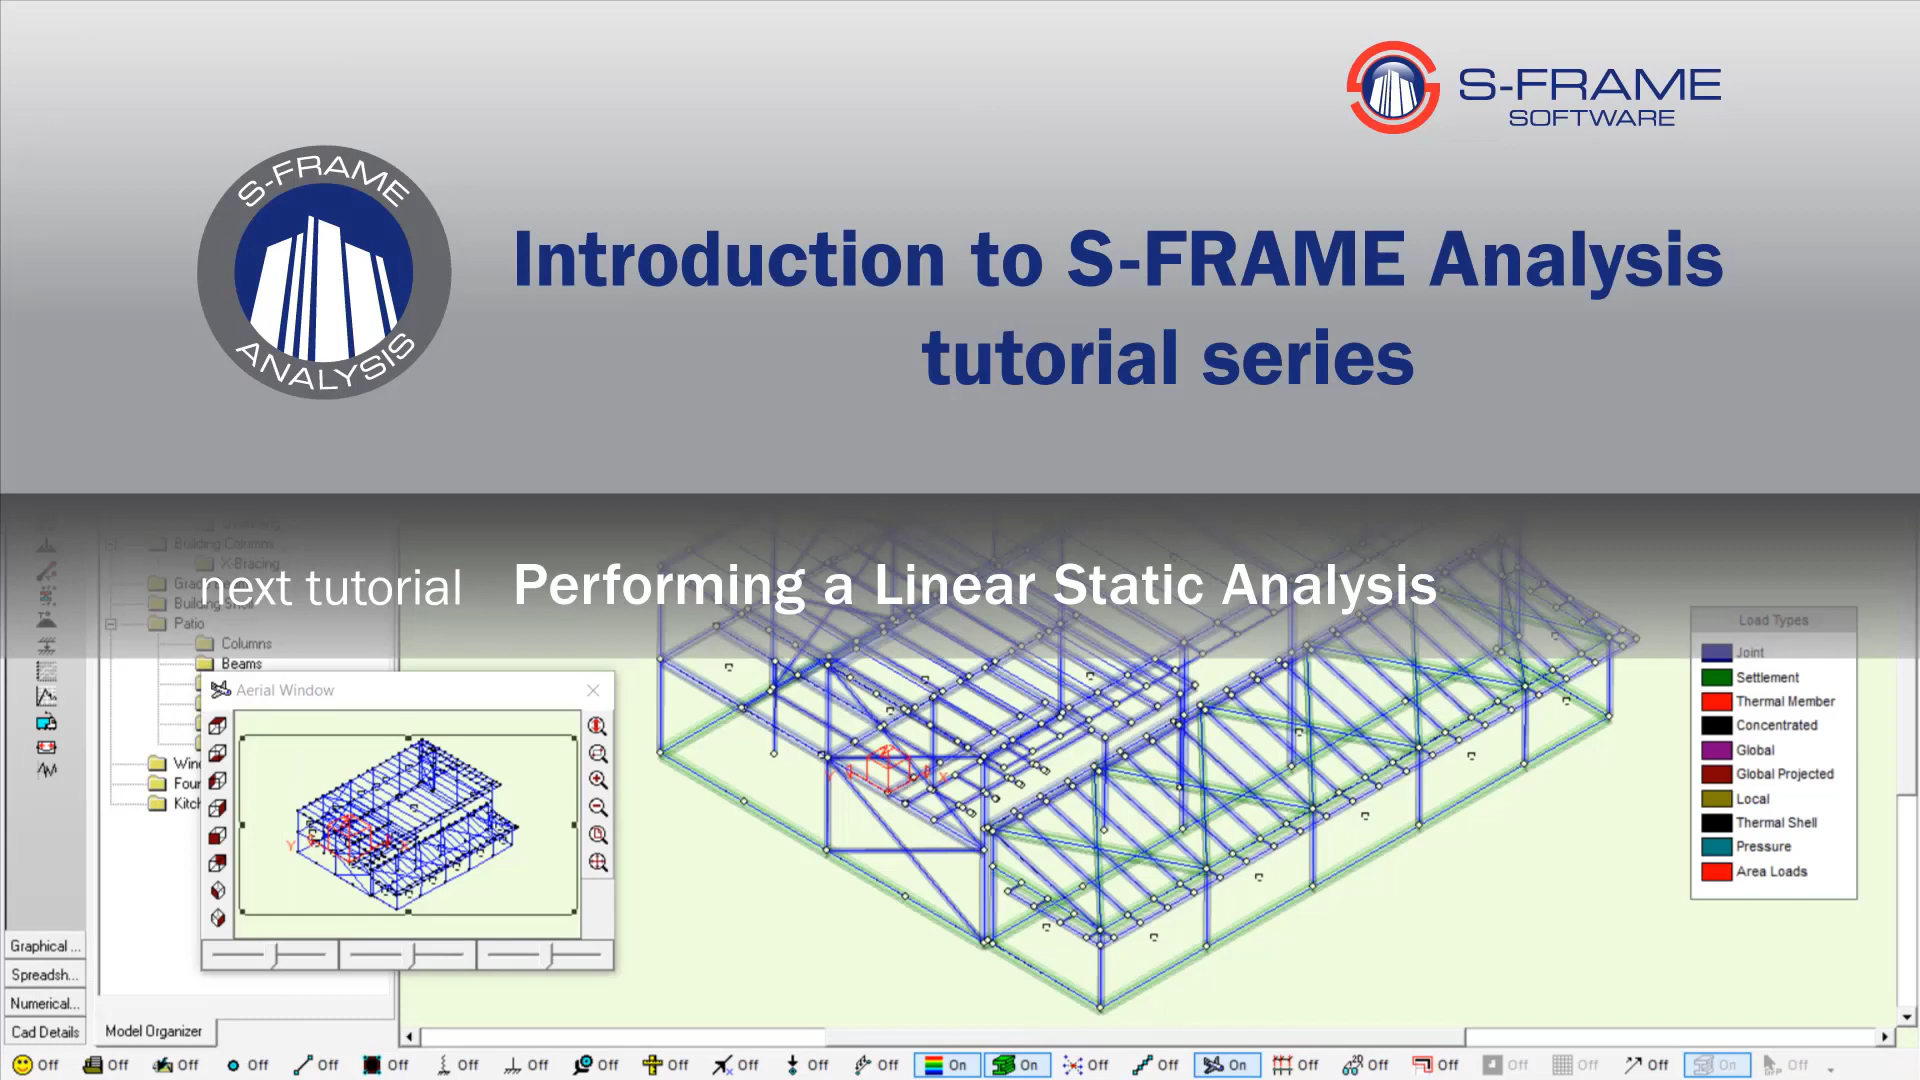 S-FRAME
SOFTWARE
S-FRAME
ANALYSIS
Introduction to S-FRAME Analysis
tutorial series
next tutorial
Performing a Linear Static Analysis
Building Columns
X-Bracing
Patio
Columns
Beams
Aerial Window
Y
X
Y
Load Types
Joint
Settlement
Thermal Member
Concentrated
Global
Global Projected
Local
Thermal Shell
Pressure
Area Loads
Graphical ...
Spreadsh...
Numerical...
Cad Details
Model Organizer
Off
Off
Off
Off
Off
Off
Off
Off
Off
Off
Off
Off
Off
On
On
Off
Off
On
Off
Off
Off
Off
Off
Off
On
Off